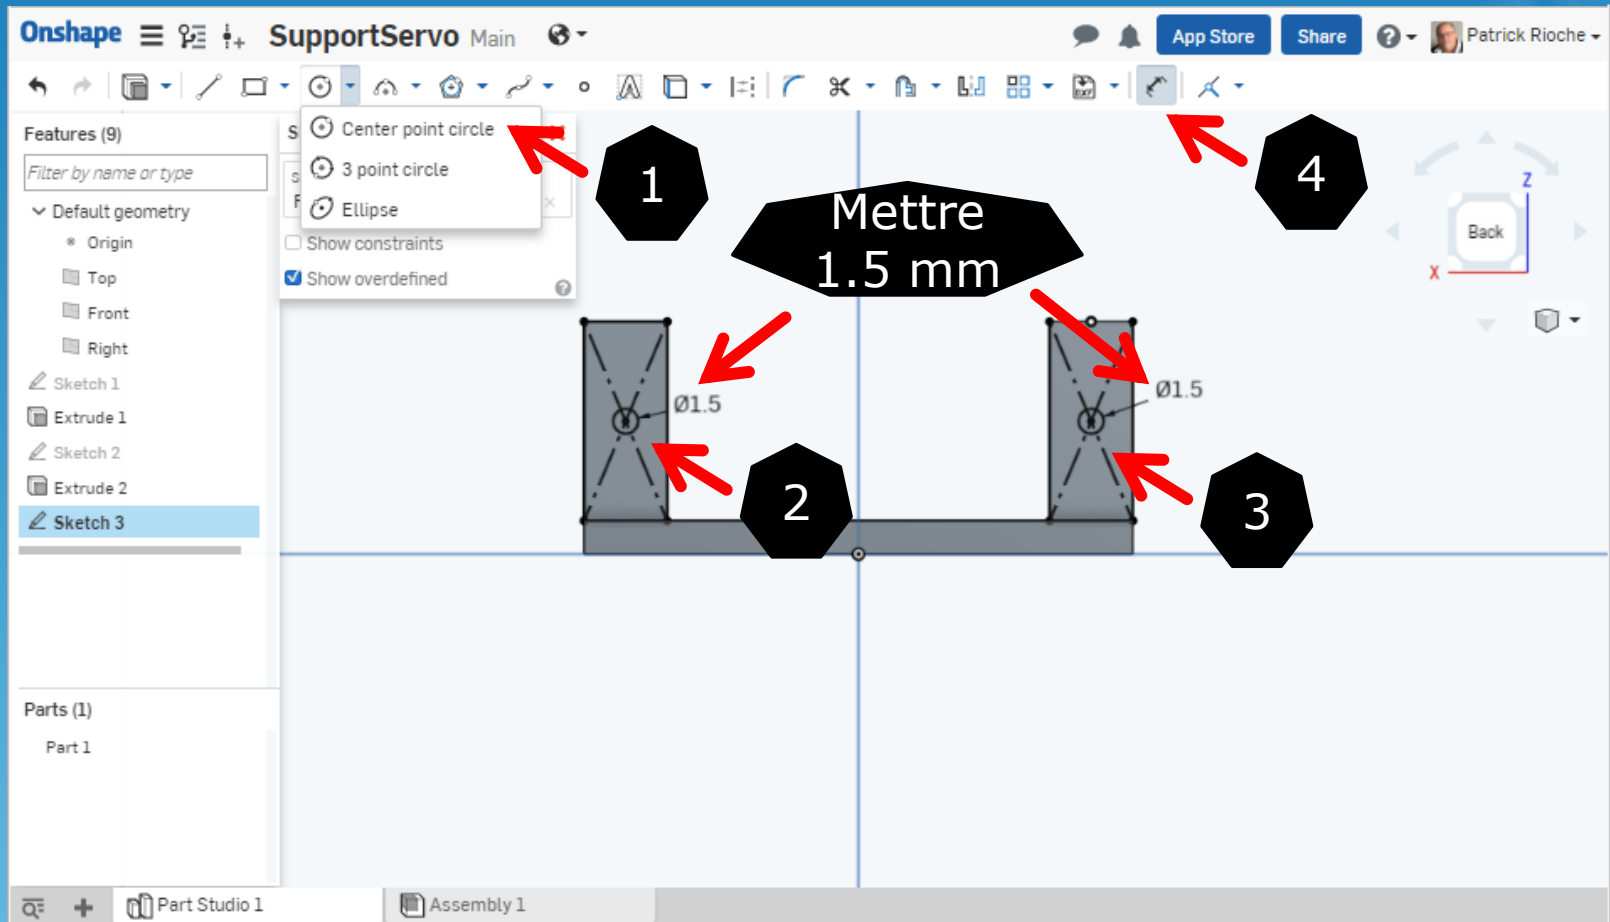 Onshape SupportServo Main App Store Share Patrick Rioche
Features (9)
Filter by name or type
Default geometry
Origin
Top
Front
Right
Sketch 1
Extrude 1
Sketch 2
Extrude 2
Sketch 3
Parts (1)
Part 1
Center point circle
3 point circle
Ellipse
Show constraints
Show overdefined
1
Mettre
1.5 mm
4
Z
Back
X
Ø1.5
Ø1.5
2
3
Part Studio 1
Assembly 1